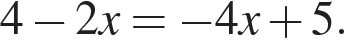 4 − 2x = −4x + 5.